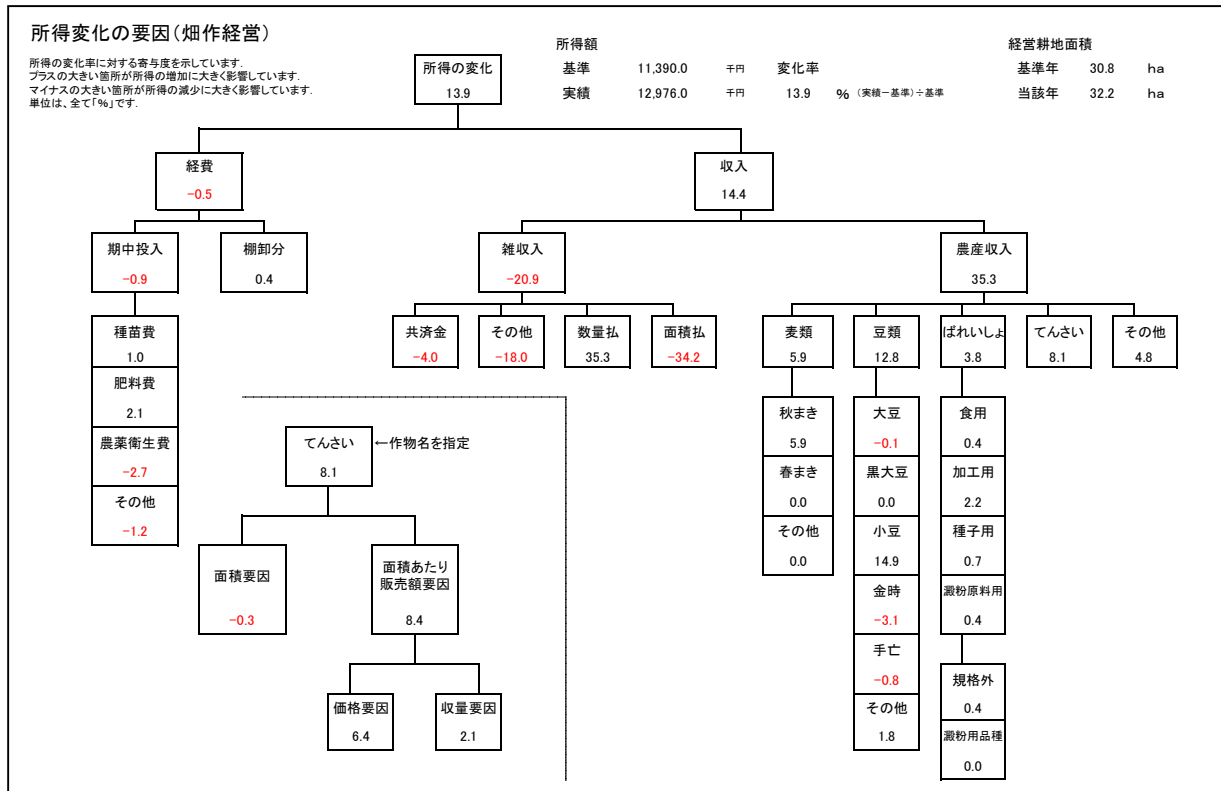 所得変化の要因(畑作経営)
所得の変化率に対する寄与度を示しています.
プラスの大きい箇所が所得の増加に大きく影響しています.
マイナスの大きい箇所が所得の減少に大きく影響しています.
単位は、全て「%」です.
所得額
基準 11,390.0 千円 変化率
実績 12,976.0 千円 13.9 % (実績-基準)÷基準
経営耕地面積
基準年 30.8 ha
当該年 32.2 ha
所得の変化
13.9
経費
-0.5
収入
14.4
期中投入
-0.9
棚卸分
0.4
雑収入
-20.9
農産収入
35.3
種苗費
1.0
肥料費
2.1
農薬衛生費
-2.7
その他
-1.2
共済金
-4.0
その他
-18.0
数量払
35.3
面積払
-34.2
麦類
5.9
豆類
12.8
ばれいしょ
3.8
てんさい
8.1
その他
4.8
秋まき
5.9
春まき
0.0
その他
0.0
大豆
-0.1
黒大豆
0.0
小豆
14.9
金時
-3.1
手亡
-0.8
その他
1.8
食用
0.4
加工用
2.2
種子用
0.7
澱粉原料用
0.4
規格外
0.4
澱粉用品種
0.0
てんさい
8.1
←作物名を指定
面積要因
-0.3
面積あたり
販売額要因
8.4
価格要因
6.4
収量要因
2.1